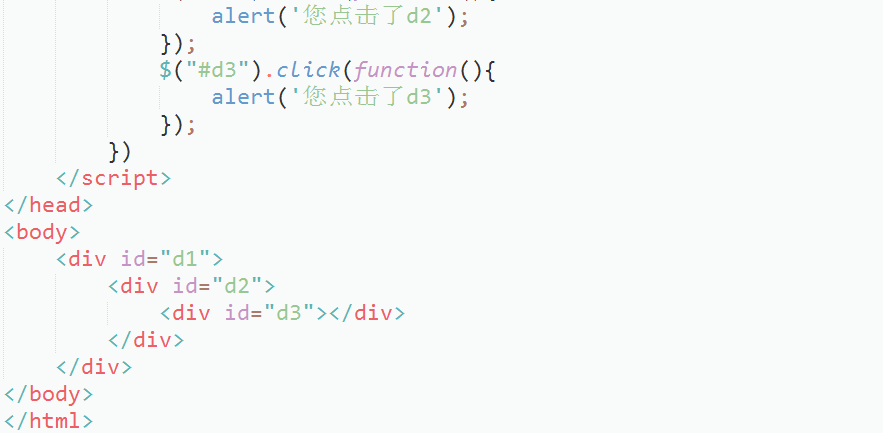 alert('您点击了d2');
});
$("#d3").click(function(){
alert('您点击了d3');
});
})
</script>
</head>
<body>
<div id="d1">
<div id="d2">
<div id="d3"></div>
</div>
</div>
</body>
</html>